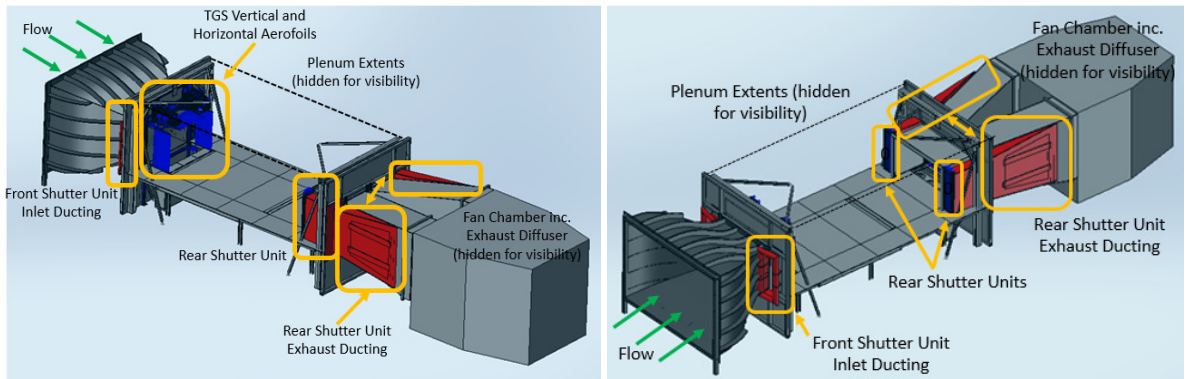 Flow
TGS Vertical and
Horizontal Aerofoils
Plenum Extents
(hidden for visibility)
Front Shutter Unit
Inlet Ducting
Rear Shutter Unit
Fan Chamber inc.
Exhaust Diffuser
(hidden for visibility)
Rear Shutter Unit
Exhaust Ducting
Fan Chamber inc.
Exhaust Diffuser
(hidden for visibility)
Plenum Extents (hidden
for visibility)
Rear Shutter Unit
Exhaust Ducting
Rear Shutter Units
Flow
Front Shutter Unit
Inlet Ducting